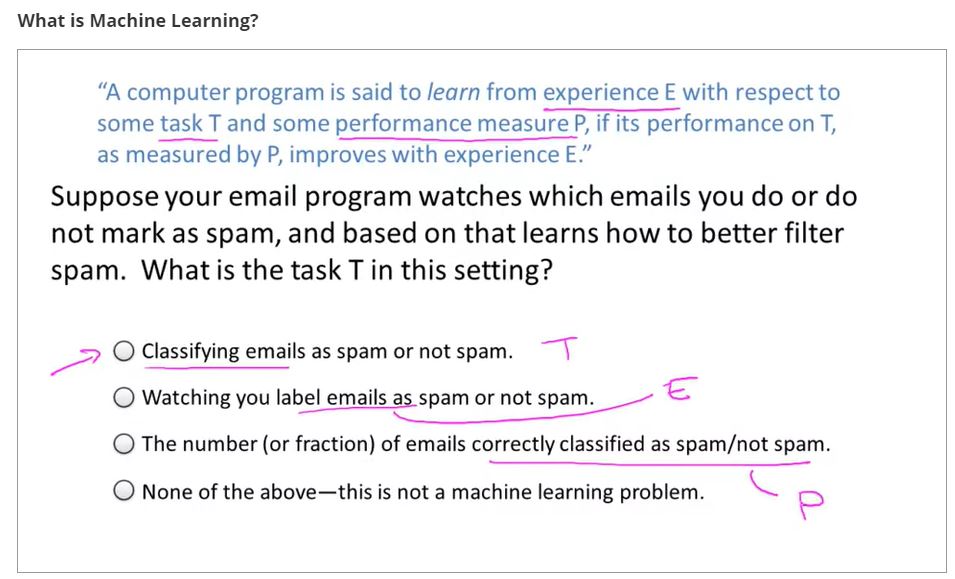 What is Machine Learning?
“A computer program is said to learn from experience E with respect to
some task T and some performance measure P, if its performance on T,
as measured by P, improves with experience E.”
Suppose your email program watches which emails you do or do
not mark as spam, and based on that learns how to better filter
spam. What is the task T in this setting?
Classifying emails as spam or not spam. T
Watching you label emails as spam or not spam. E
The number (or fraction) of emails correctly classified as spam/not spam.
None of the above—this is not a machine learning problem. P